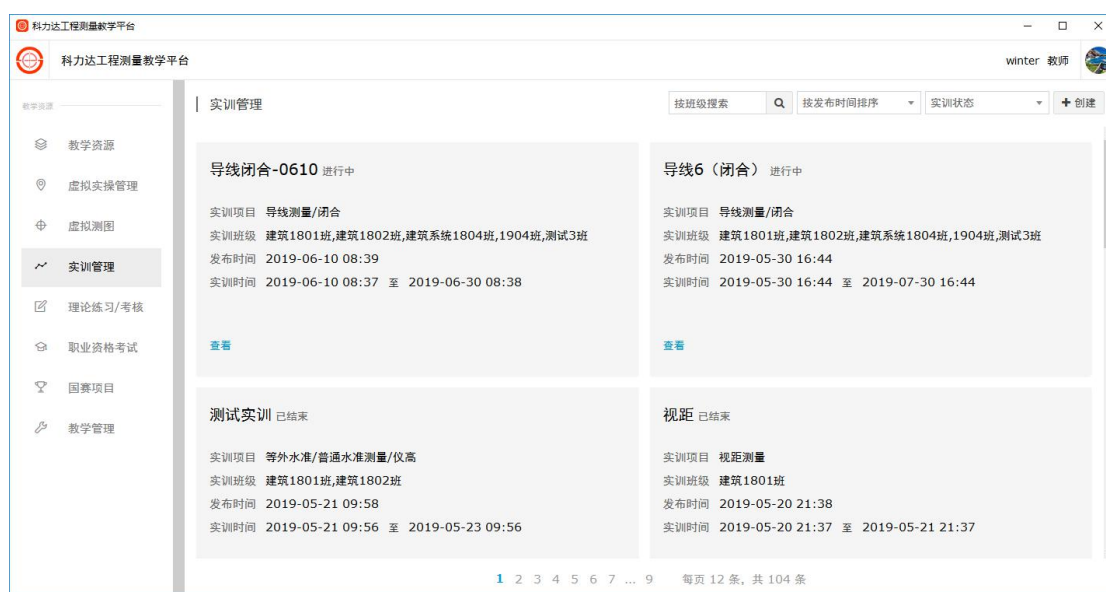 科力达工程测量教学平台
科力达工程测量教学平台
winter 教师
教学资源
教学资源
虚拟实操管理
虚拟测图
实训管理
理论练习/考核
职业资格考试
国赛项目
教学管理
实训管理
按班级搜索
按发布时间排序
实训状态
创建
导线闭合-0610 进行中
实训项目 导线测量/闭合
实训班级 建筑1801班,建筑1802班,建筑系统1804班,1904班,测试3班
发布时间 2019-06-10 08:39
实训时间 2019-06-10 08:37 至 2019-06-30 08:38
查看
导线6（闭合） 进行中
实训项目 导线测量/闭合
实训班级 建筑1801班,建筑1802班,建筑系统1804班,1904班,测试3班
发布时间 2019-05-30 16:44
实训时间 2019-05-30 16:44 至 2019-07-30 16:44
查看
测试实训 已结束
实训项目 等外水准/普通水准测量/仪高
实训班级 建筑1801班,建筑1802班
发布时间 2019-05-21 09:58
实训时间 2019-05-21 09:56 至 2019-05-23 09:56
视距 已结束
实训项目 视距测量
实训班级 建筑1801班
发布时间 2019-05-20 21:38
实训时间 2019-05-20 21:37 至 2019-05-21 21:37
1 2 3 4 5 6 7 ... 9 每页 12 条，共 104 条